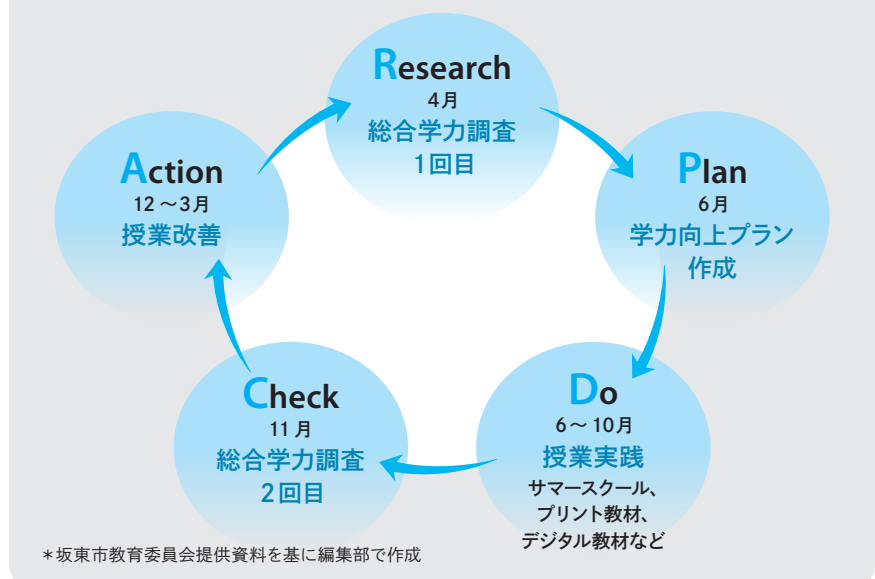 Research
4月
総合学力調査
1回目
Plan
6月
学力向上プラン
作成
Do
6〜10月
授業実践
サマースクール、
プリント教材、
デジタル教材など
Check
11月
総合学力調査
2回目
Action
12〜3月
授業改善
＊坂東市教育委員会提供資料を基に編集部で作成